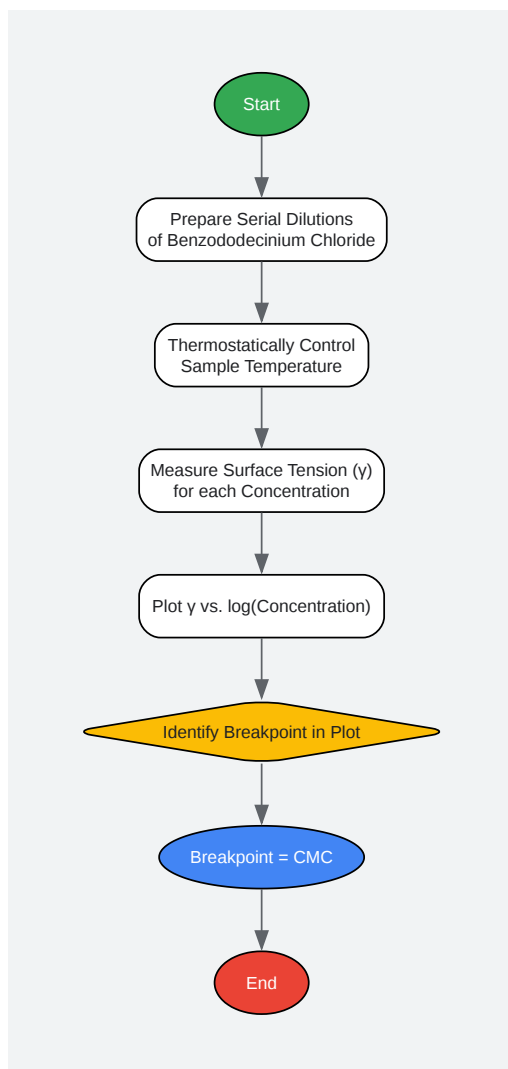 Start
Prepare Serial Dilutions
of Benzododecinium Chloride
Thermostatically Control
Sample Temperature
Measure Surface Tension (γ)
for each Concentration
Plot γ vs. log(Concentration)
Identify Breakpoint in Plot
Breakpoint = CMC
End